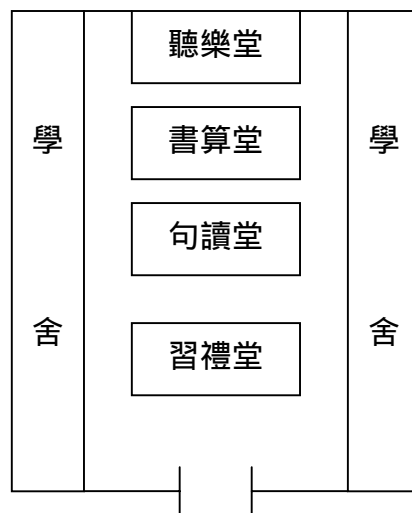 聽樂堂
學 書算堂 學
句讀堂
舍 習禮堂 舍